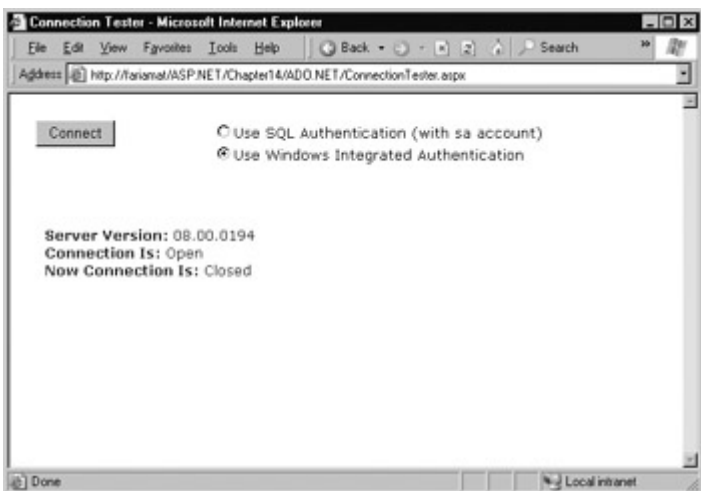 Connection Tester - Microsoft Internet Explorer
File Edit View Favorites Tools Help Back Search »
Address http://fariamat/ASP.NET/Chapter14/ADO.NET/ConnectionTester.aspx
Connect
Use SQL Authentication (with sa account)
Use Windows Integrated Authentication
Server Version: 08.00.0194
Connection Is: Open
Now Connection Is: Closed
Done Local intranet